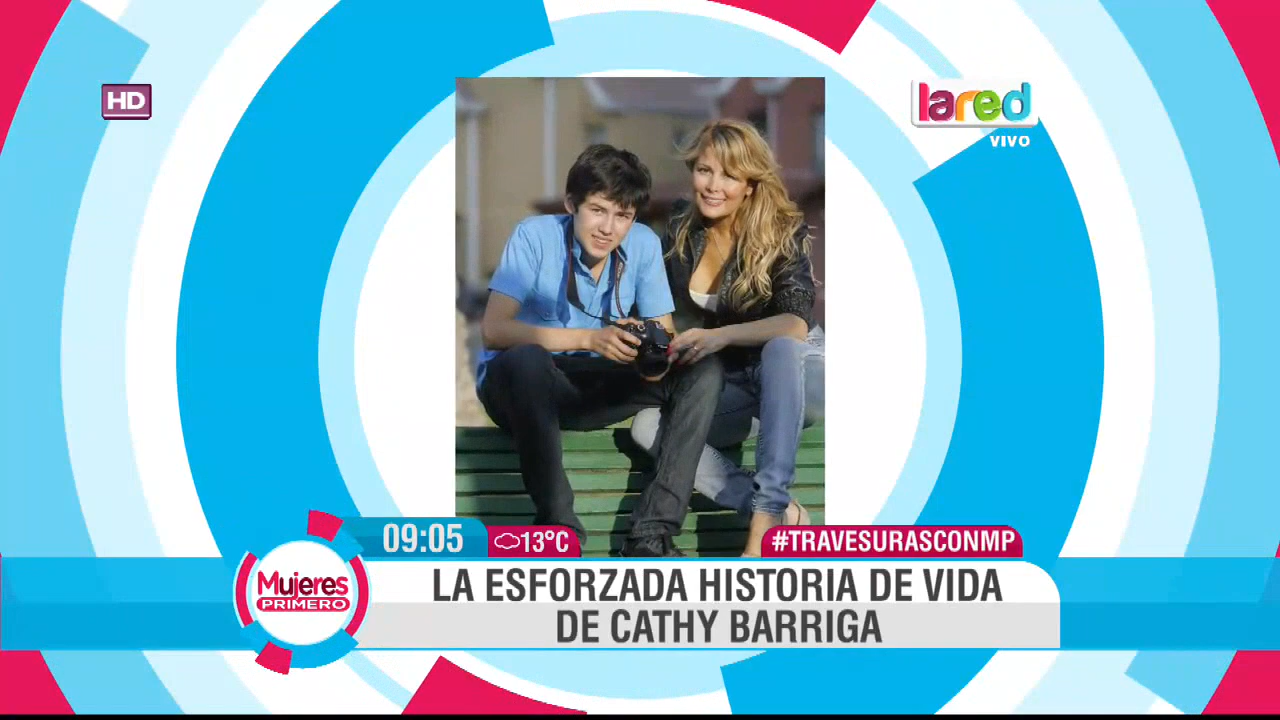 HD
lared
VIVO
09:05
13°C
#TRAVESURASCONMP
Mujeres
PRIMERO
LA ESFORZADA HISTORIA DE VIDA
DE CATHY BARRIGA